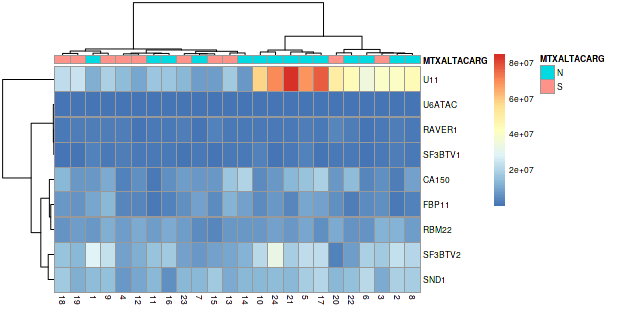 MTXALTACARG
U11
U6ATAC
RAVER1
SF3BTV1
CA150
FBP11
RBM22
SF3BTV2
SND1
18 19 1 9 4 12 11 16 23 7 15 13 14 10 24 21 5 17 20 22 6 3 2 8
8e+07
6e+07
4e+07
2e+07
MTXALTACARG
N
S